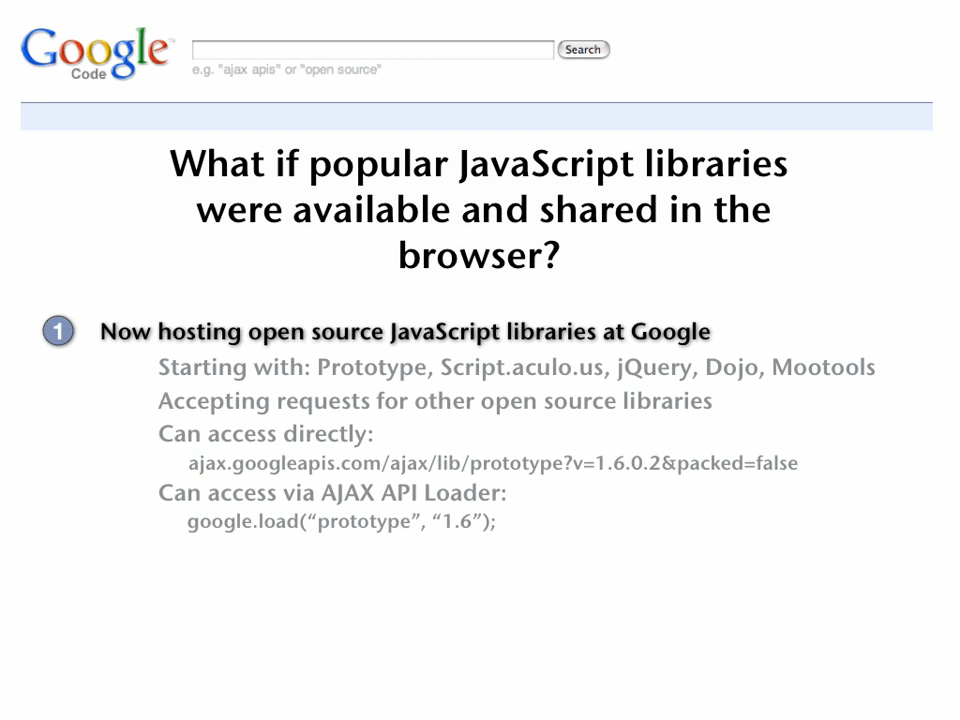 Google™
Code
Search
e.g. "ajax apis" or "open source"
What if popular JavaScript libraries
were available and shared in the
browser?
1 Now hosting open source JavaScript libraries at Google
Starting with: Prototype, Script.aculo.us, jQuery, Dojo, Mootools
Accepting requests for other open source libraries
Can access directly:
ajax.googleapis.com/ajax/lib/prototype?v=1.6.0.2&packed=false
Can access via AJAX API Loader:
google.load(“prototype”, “1.6”);